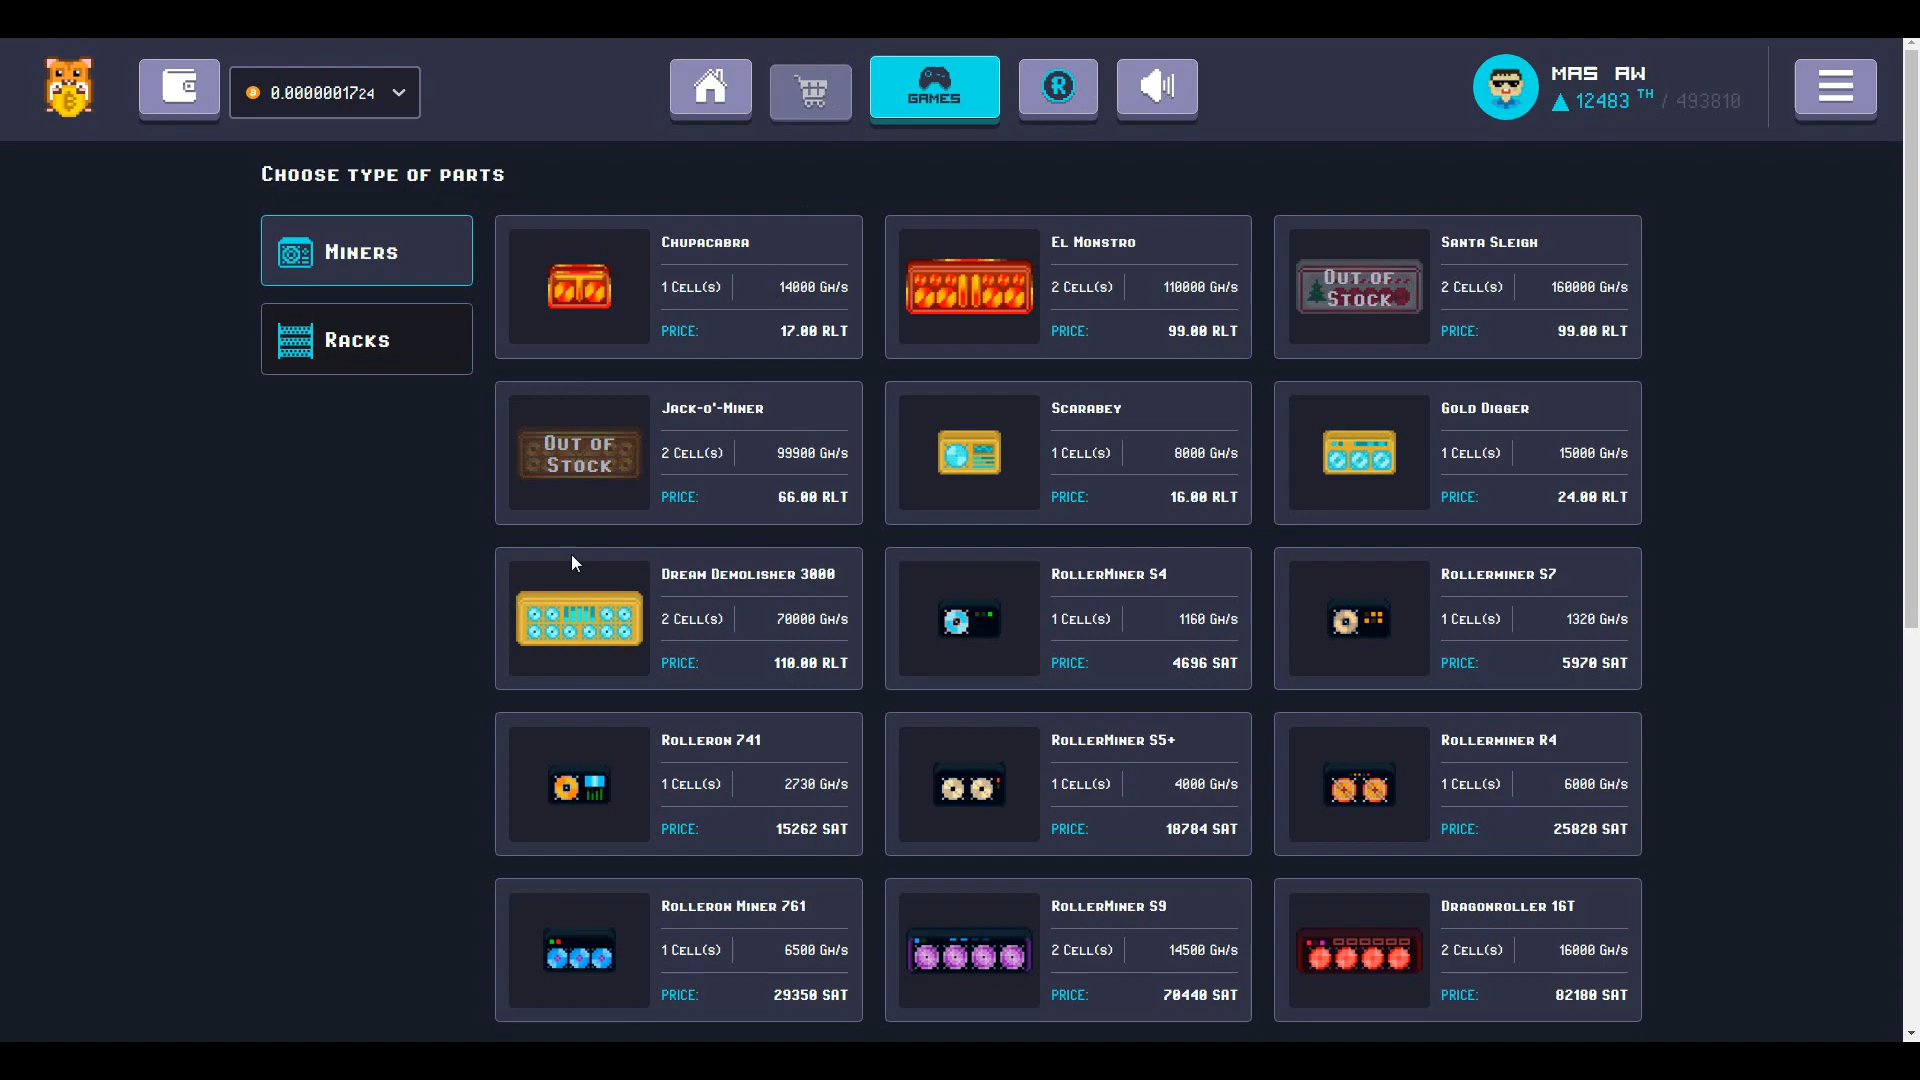 0.0000001724
GAMES
R
MAS AW
12483 TH / 493810
CHOOSE TYPE OF PARTS
MINERS
RACKS
CHUPACABRA
1 CELL(S) 14000 GH/S
PRICE: 17.00 RLT
EL MONSTRO
2 CELL(S) 110000 GH/S
PRICE: 99.00 RLT
SANTA SLEIGH
OUT OF
STOCK
2 CELL(S) 160000 GH/S
PRICE: 99.00 RLT
JACK-O'-MINER
OUT OF
STOCK
2 CELL(S) 99900 GH/S
PRICE: 66.00 RLT
SCARABEY
1 CELL(S) 8000 GH/S
PRICE: 16.00 RLT
GOLD DIGGER
1 CELL(S) 15000 GH/S
PRICE: 24.00 RLT
DREAM DEMOLISHER 3000
2 CELL(S) 70000 GH/S
PRICE: 110.00 RLT
ROLLERMINER S4
1 CELL(S) 1160 GH/S
PRICE: 4696 SAT
ROLLERMINER S7
1 CELL(S) 1320 GH/S
PRICE: 5970 SAT
ROLLERON 741
1 CELL(S) 2730 GH/S
PRICE: 15262 SAT
ROLLERMINER S5+
1 CELL(S) 4000 GH/S
PRICE: 18784 SAT
ROLLERMINER R4
1 CELL(S) 6000 GH/S
PRICE: 25828 SAT
ROLLERON MINER 761
1 CELL(S) 6500 GH/S
PRICE: 29350 SAT
ROLLERMINER S9
2 CELL(S) 14500 GH/S
PRICE: 70440 SAT
DRAGONROLLER 16T
2 CELL(S) 16000 GH/S
PRICE: 82180 SAT